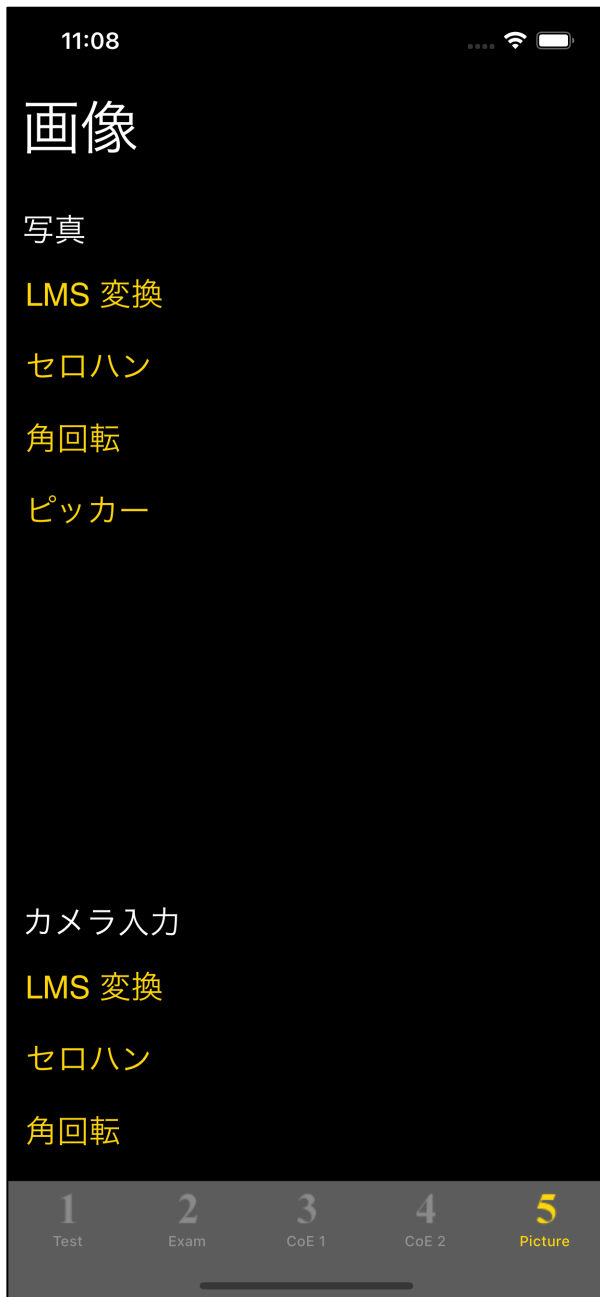 11:08
画像
写真
LMS 変換
セロハン
角回転
ピッカー
カメラ入力
LMS 変換
セロハン
角回転
1 2 3 4 5
Test Exam CoE 1 CoE 2 Picture